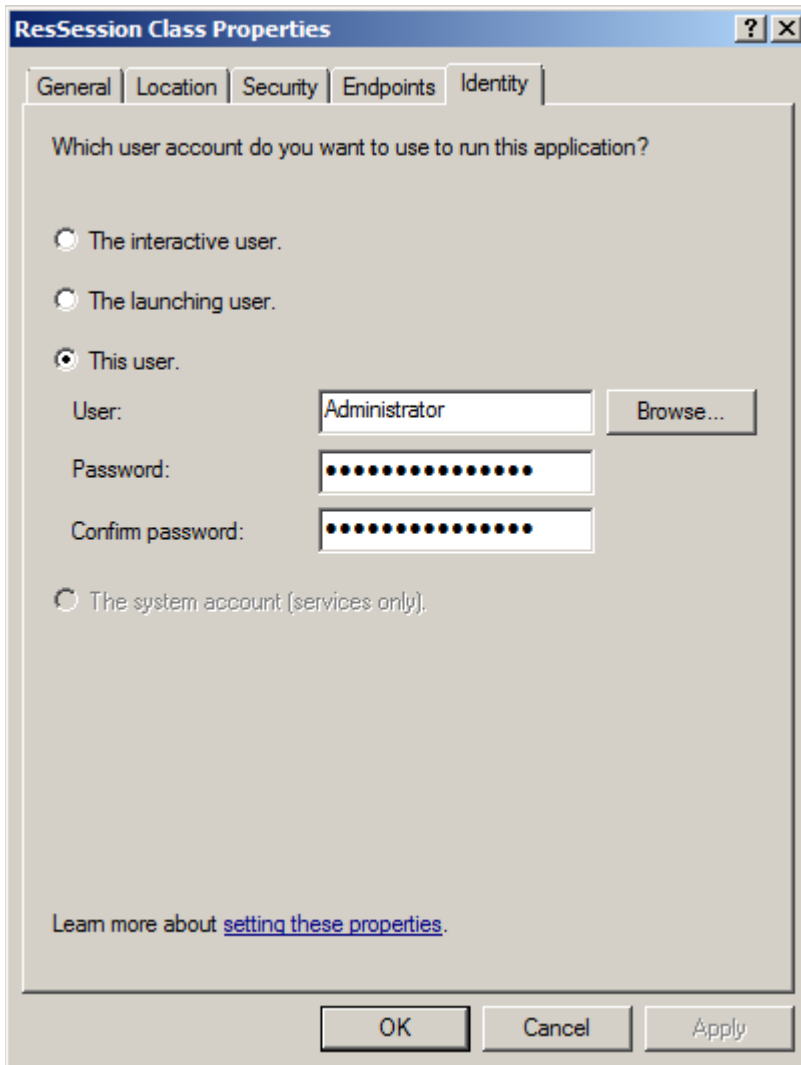 ResSession Class Properties
General Location Security Endpoints Identity
Which user account do you want to use to run this application?
The interactive user.
The launching user.
This user.
User: Administrator Browse...
Password: ●●●●●●●●●●●●●●●
Confirm password: ●●●●●●●●●●●●●●●
The system account (services only).
Learn more about setting these properties.
OK Cancel Apply